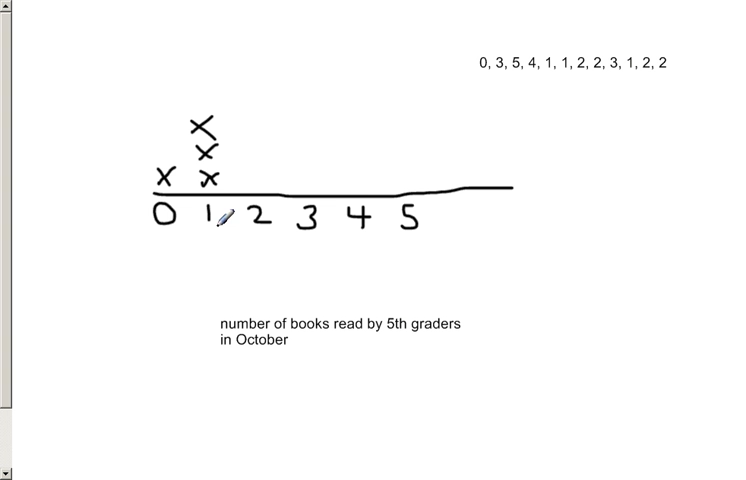 0, 3, 5, 4, 1, 1, 2, 2, 3, 1, 2, 2
x
x
x x
0 1 2 3 4 5
number of books read by 5th graders
in October